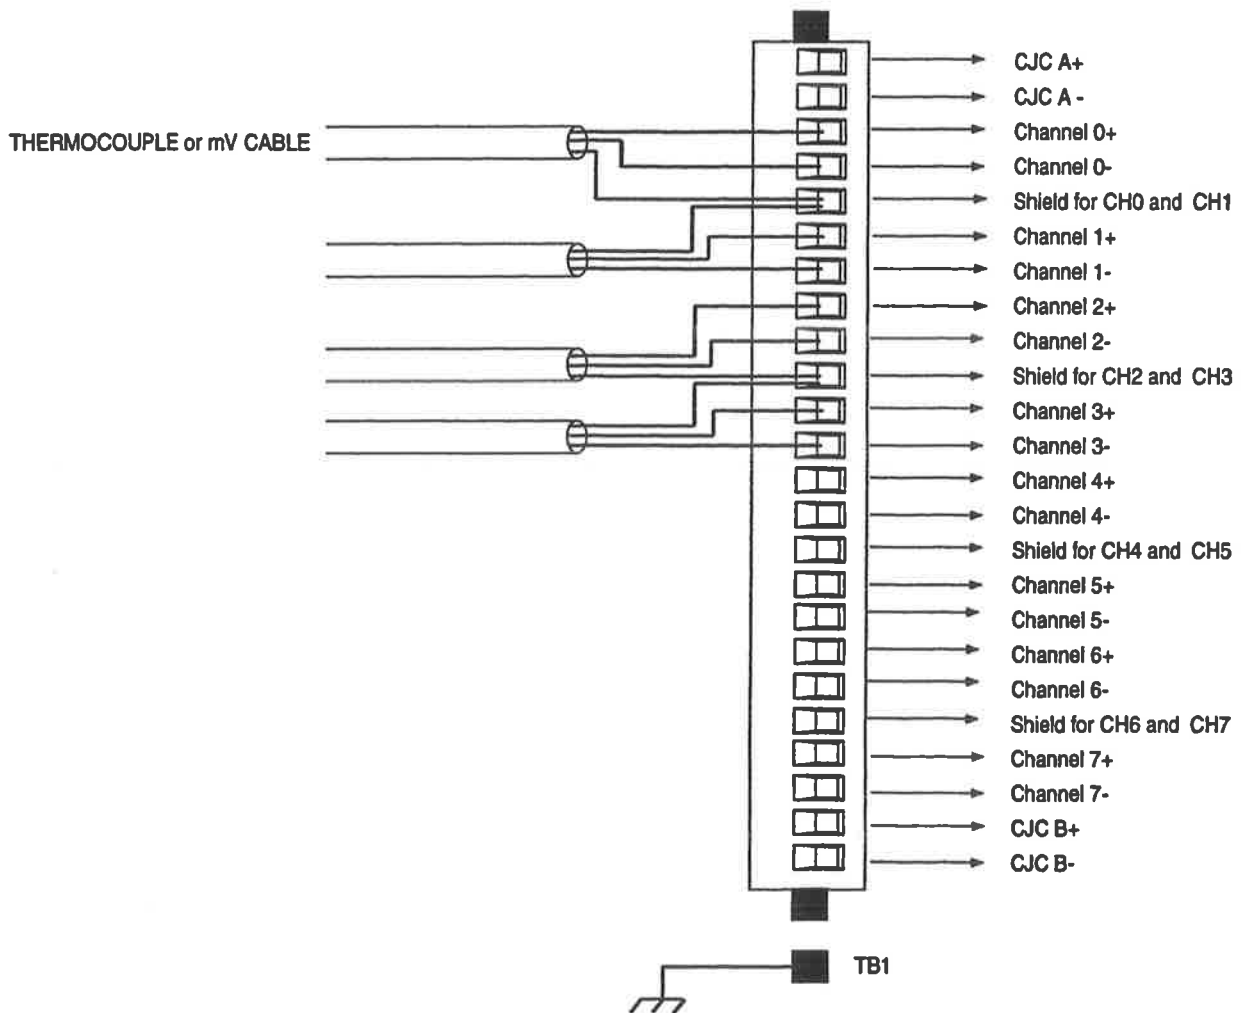 CJC A+
CJC A -
THERMOCOUPLE or mV CABLE
Channel 0+
Channel 0-
Shield for CH0 and CH1
Channel 1+
Channel 1-
Channel 2+
Channel 2-
Shield for CH2 and CH3
Channel 3+
Channel 3-
Channel 4+
Channel 4-
Shield for CH4 and CH5
Channel 5+
Channel 5-
Channel 6+
Channel 6-
Shield for CH6 and CH7
Channel 7+
Channel 7-
CJC B+
CJC B-
TB1